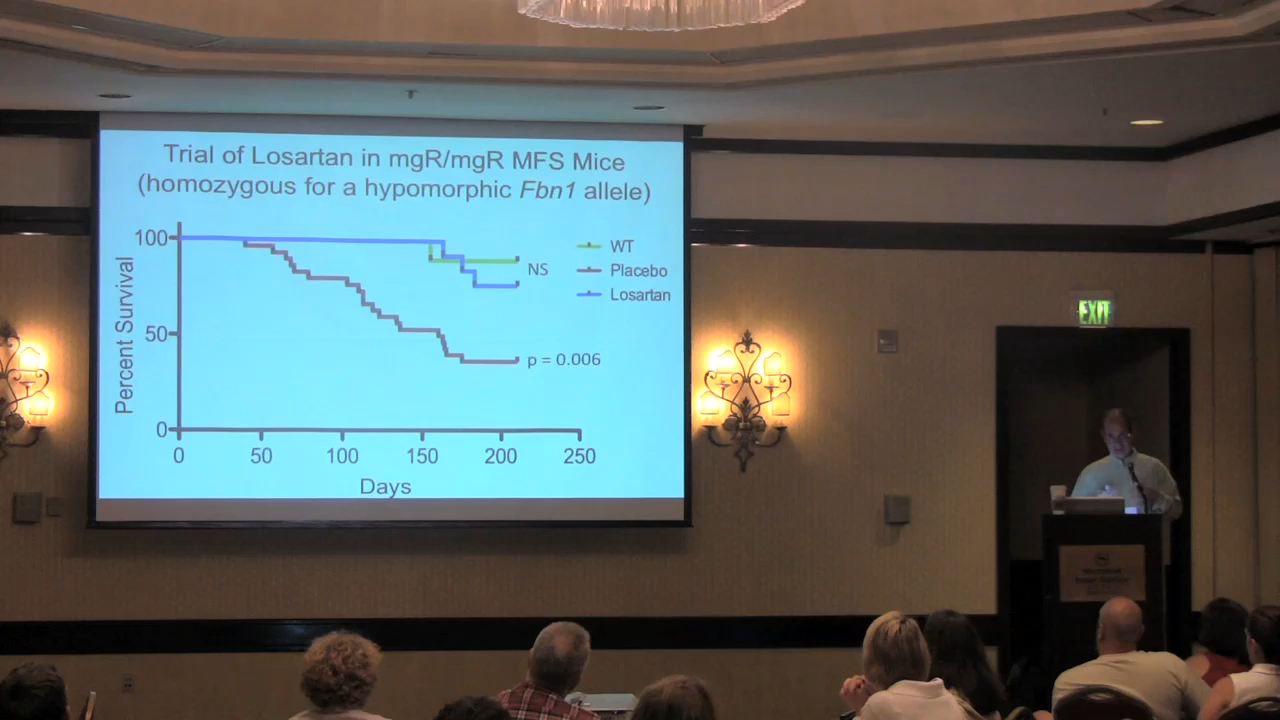 Trial of Losartan in mgR/mgR MFS Mice
(homozygous for a hypomorphic Fbn1 allele)
Percent Survival
100
50
0
WT
Placebo
Losartan
NS
p = 0.006
0 50 100 150 200 250
Days
EXIT